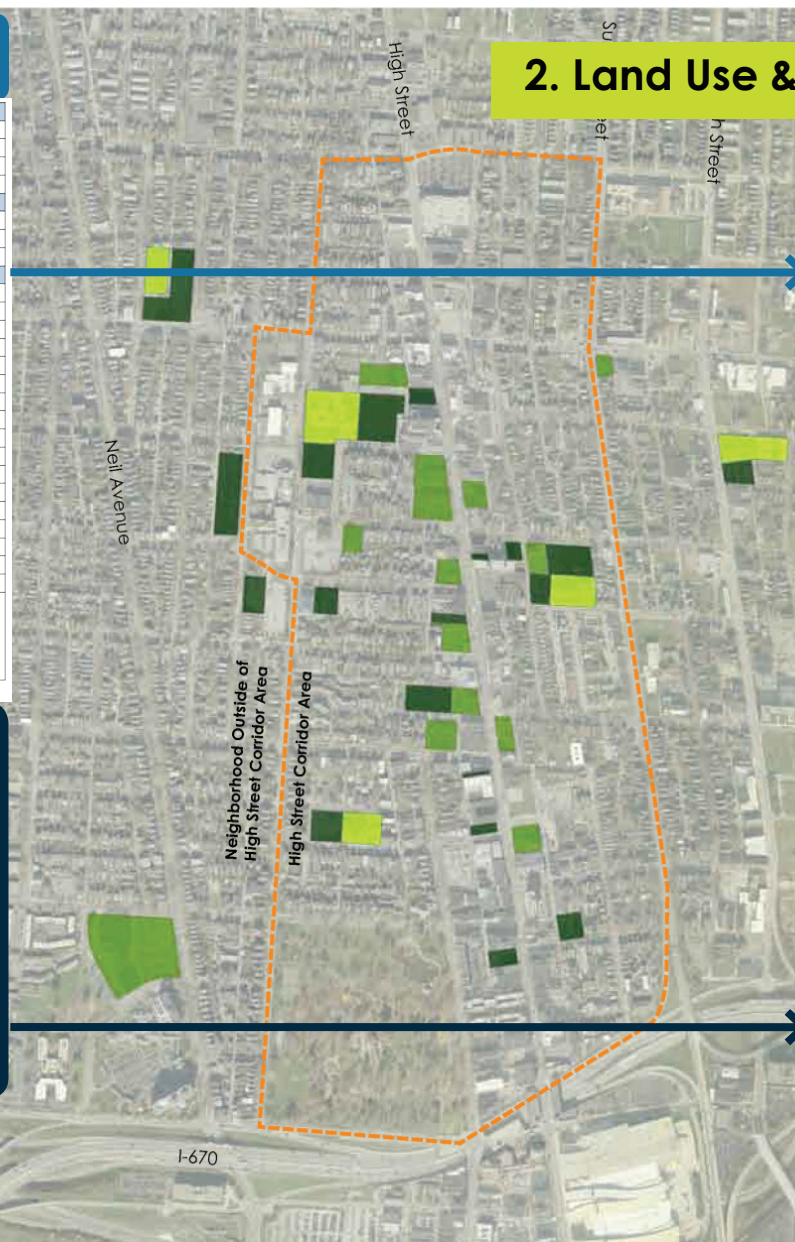 2. Land Use &
High Street
Neil Avenue
Neighborhood Outside of
High Street Corridor Area
High Street Corridor Area
I-670
Street